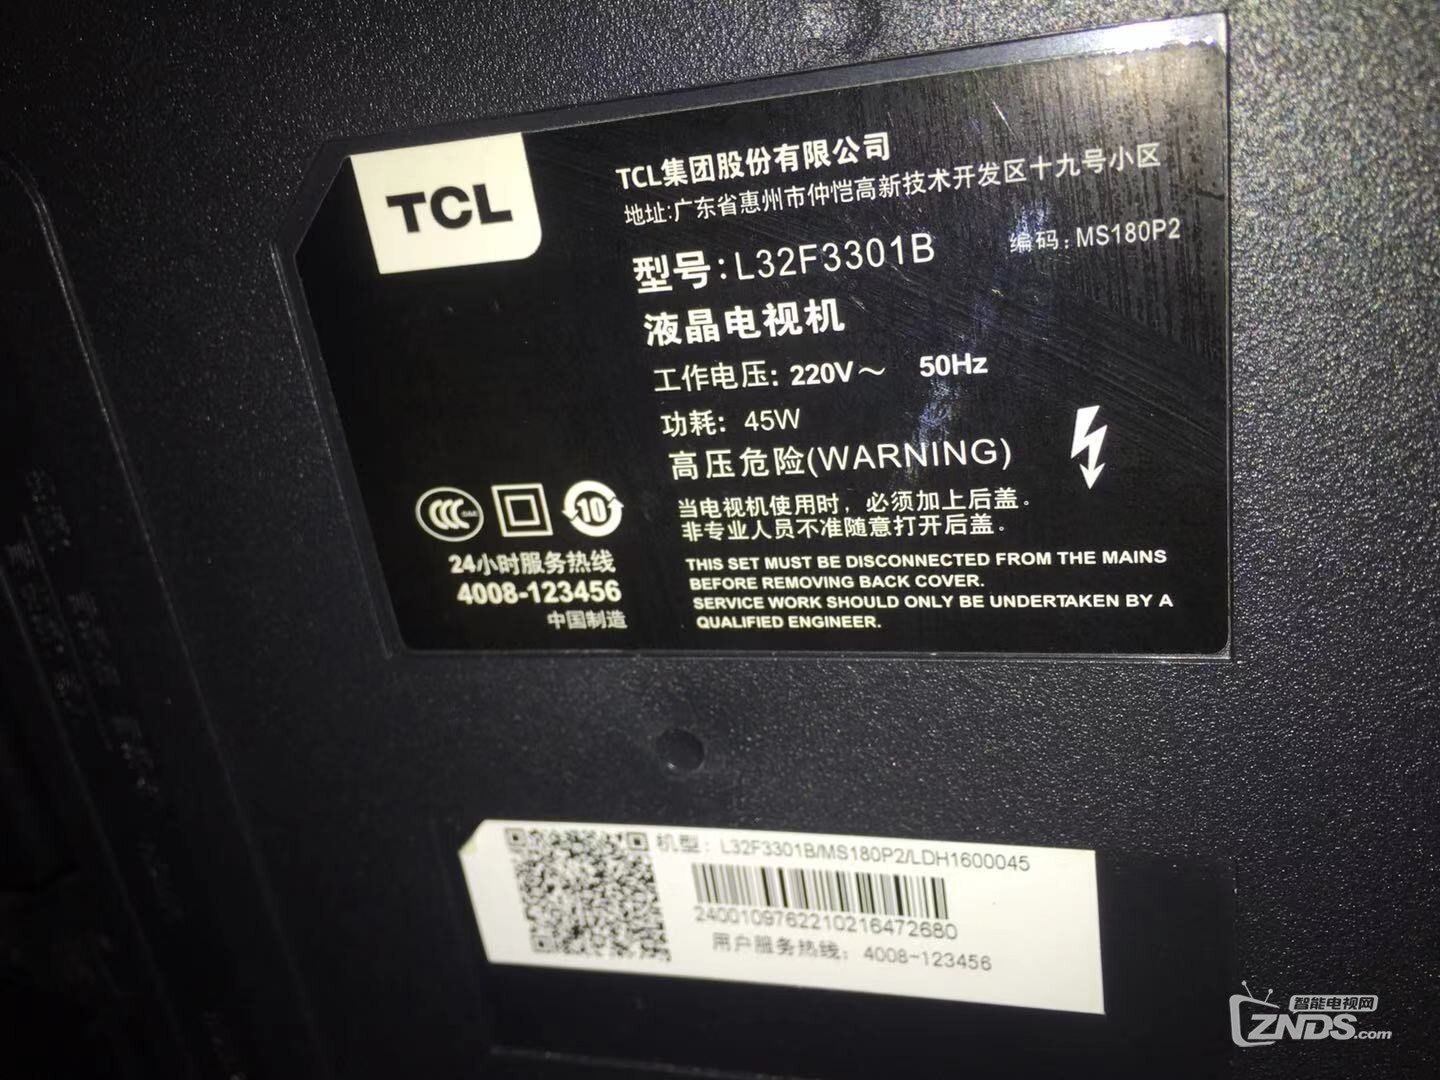 TCL
TCL集团股份有限公司
地址:广东省惠州市仲恺高新技术开发区十九号小区
型号:L32F3301B 编码:MS180P2
液晶电视机
工作电压: 220V～ 50Hz
功耗: 45W
高压危险(WARNING)
当电视机使用时，必须加上后盖。
非专业人员不准随意打开后盖。
THIS SET MUST BE DISCONNECTED FROM THE MAINS
BEFORE REMOVING BACK COVER.
SERVICE WORK SHOULD ONLY BE UNDERTAKEN BY A
QUALIFIED ENGINEER.
10
24小时服务热线
4008-123456
中国制造
机型: L32F3301B/MS180P2/LDH1600045
24001097622102164​72680
用户服务热线: 4008-123456
智能电视网
ZNDS.com